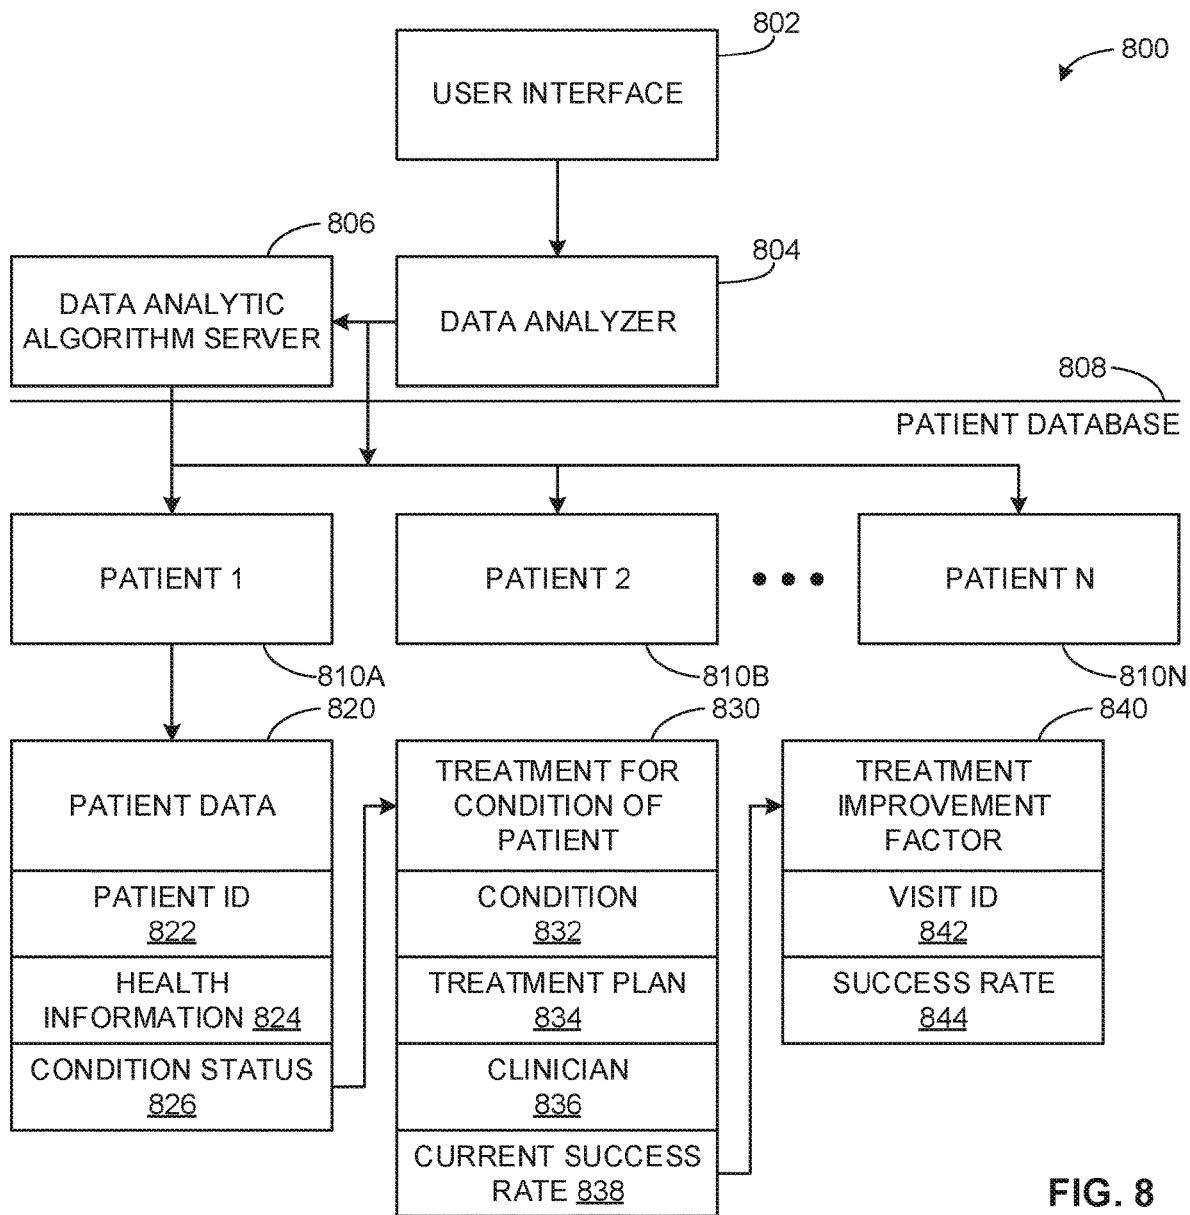 802
800
USER INTERFACE
806
804
DATA ANALYTIC
ALGORITHM SERVER
DATA ANALYZER
808
PATIENT DATABASE
PATIENT 1
PATIENT 2
PATIENT N
810A
810B
810N
820
830
840
PATIENT DATA
TREATMENT FOR
CONDITION OF
PATIENT
TREATMENT
IMPROVEMENT
FACTOR
PATIENT ID
822
CONDITION
832
VISIT ID
842
HEALTH
INFORMATION 824
TREATMENT PLAN
834
SUCCESS RATE
844
CONDITION STATUS
826
CLINICIAN
836
CURRENT SUCCESS
RATE 838
FIG. 8